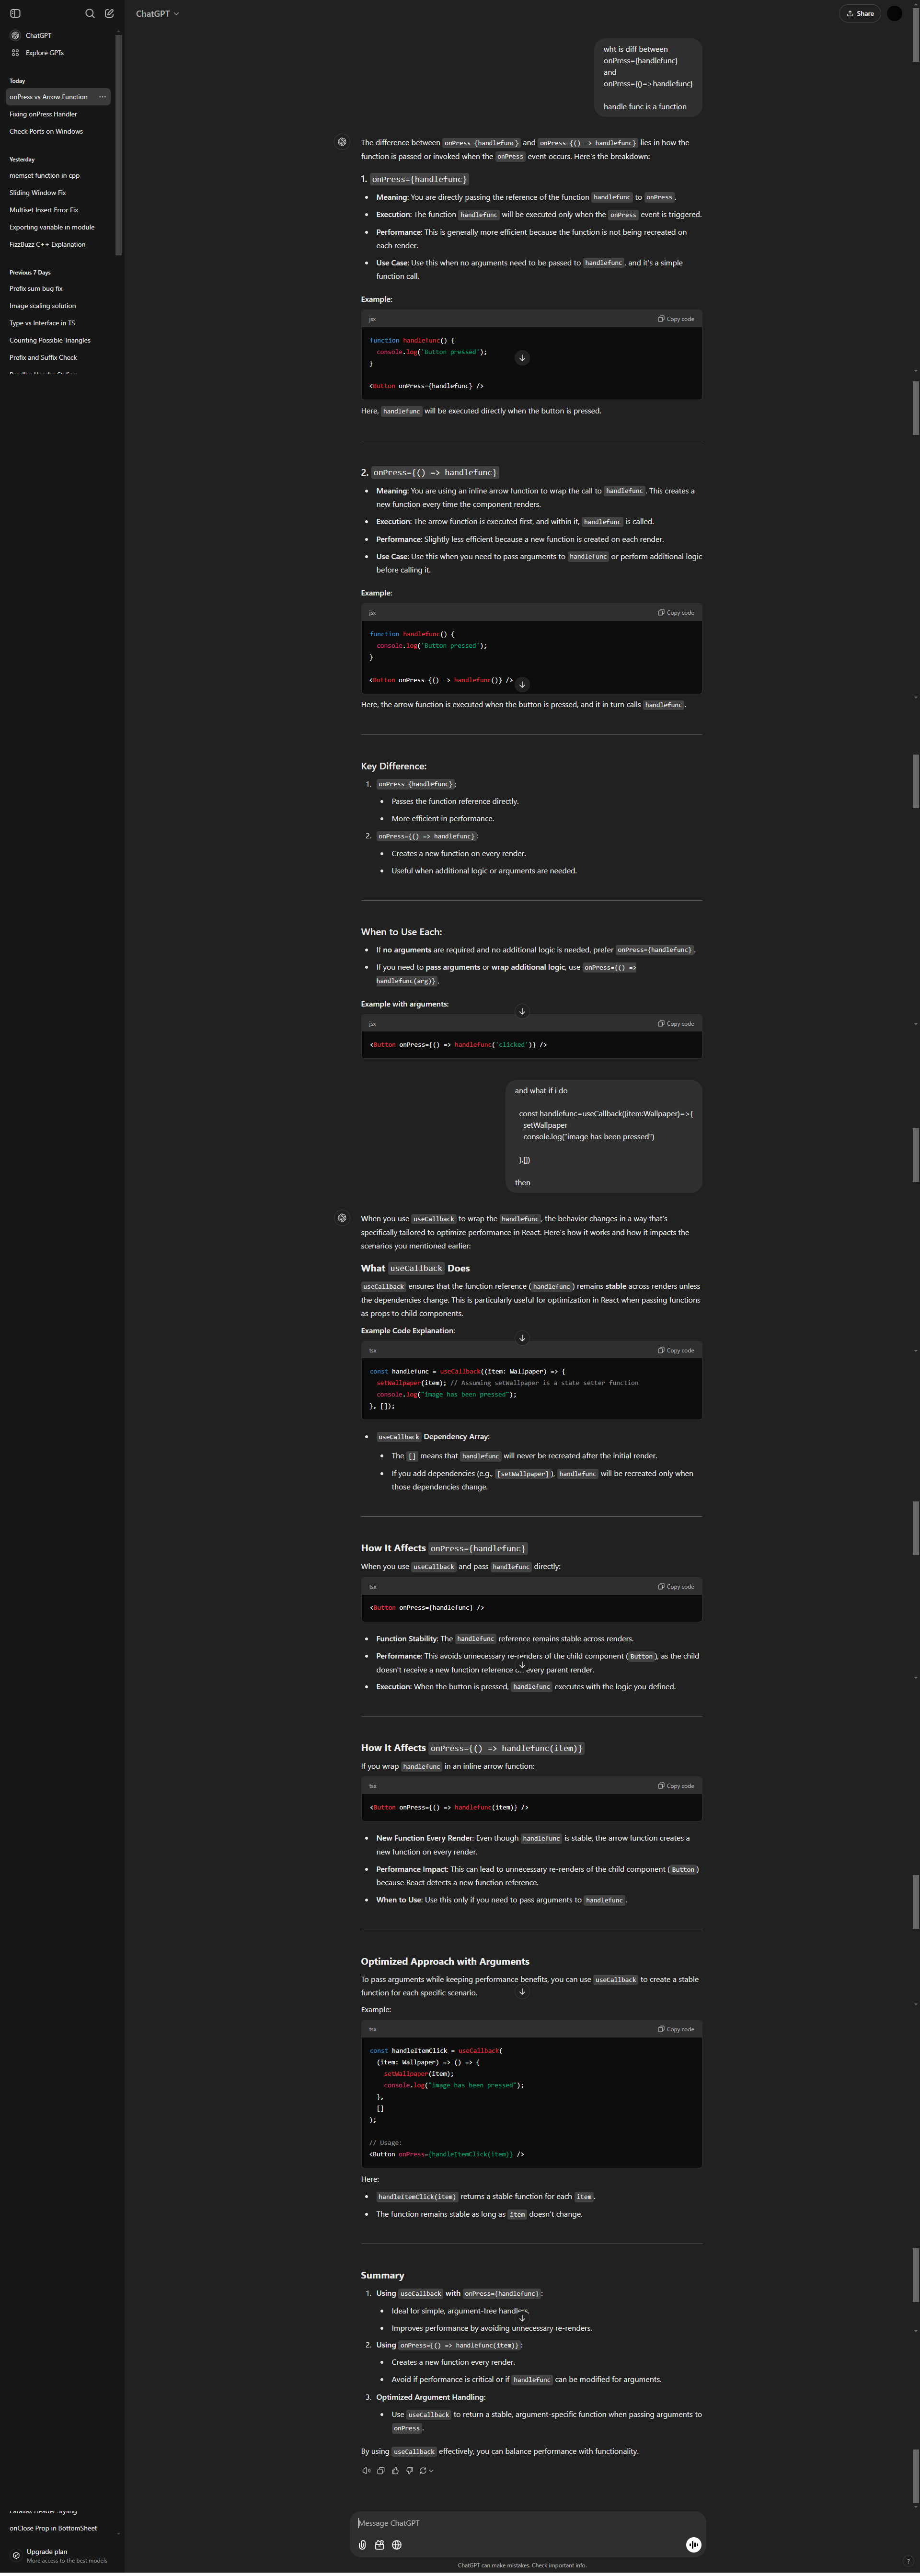 ChatGPT
Share
ChatGPT
Explore GPTs
Today
onPress vs Arrow Function
Fixing onPress Handler
Check Ports on Windows
Yesterday
memset function in cpp
Sliding Window Fix
Multiset Insert Error Fix
Exporting variable in module
FizzBuzz C++ Explanation
Previous 7 Days
Prefix sum bug fix
Image scaling solution
Type vs Interface in TS
Counting Possible Triangles
Prefix and Suffix Check
Parallax Header Styling
wht is diff between
onPress={handlefunc}
and
onPress={()=>handlefunc}
handle func is a function
The difference between onPress={handlefunc} and onPress={() => handlefunc} lies in how the
function is passed or invoked when the onPress event occurs. Here's the breakdown:
1. onPress={handlefunc}
• Meaning: You are directly passing the reference of the function handlefunc to onPress.
• Execution: The function handlefunc will be executed only when the onPress event is triggered.
• Performance: This is generally more efficient because the function is not being recreated on
each render.
• Use Case: Use this when no arguments need to be passed to handlefunc, and it's a simple
function call.
Example:
jsx
Copy code
function handlefunc() {
console.log('Button pressed');
}
<Button onPress={handlefunc} />
Here, handlefunc will be executed directly when the button is pressed.
2. onPress={() => handlefunc}
• Meaning: You are using an inline arrow function to wrap the call to handlefunc. This creates a
new function every time the component renders.
• Execution: The arrow function is executed first, and within it, handlefunc is called.
• Performance: Slightly less efficient because a new function is created on each render.
• Use Case: Use this when you need to pass arguments to handlefunc or perform additional logic
before calling it.
Example:
jsx
Copy code
function handlefunc() {
console.log('Button pressed');
}
<Button onPress={() => handlefunc()} />
Here, the arrow function is executed when the button is pressed, and it in turn calls handlefunc.
Key Difference:
1. onPress={handlefunc}:
• Passes the function reference directly.
• More efficient in performance.
2. onPress={() => handlefunc}:
• Creates a new function on every render.
• Useful when additional logic or arguments are needed.
When to Use Each:
• If no arguments are required and no additional logic is needed, prefer onPress={handlefunc}.
• If you need to pass arguments or wrap additional logic, use onPress={() =>
handlefunc(arg)}.
Example with arguments:
jsx
Copy code
<Button onPress={() => handlefunc('clicked')} />
and what if i do
const handlefunc=useCallback((item:Wallpaper)=>{
setWallpaper
console.log("image has been pressed")
},[])
then
When you use useCallback to wrap the handlefunc, the behavior changes in a way that's
specifically tailored to optimize performance in React. Here's how it works and how it impacts the
scenarios you mentioned earlier:
What useCallback Does
useCallback ensures that the function reference (handlefunc) remains stable across renders unless
the dependencies change. This is particularly useful for optimization in React when passing functions
as props to child components.
Example Code Explanation:
tsx
Copy code
const handlefunc = useCallback((item: Wallpaper) => {
setWallpaper(item); // Assuming setWallpaper is a state setter function
console.log("image has been pressed");
}, []);
• useCallback Dependency Array:
• The [] means that handlefunc will never be recreated after the initial render.
• If you add dependencies (e.g., [setWallpaper]), handlefunc will be recreated only when
those dependencies change.
How It Affects onPress={handlefunc}
When you use useCallback and pass handlefunc directly:
tsx
Copy code
<Button onPress={handlefunc} />
• Function Stability: The handlefunc reference remains stable across renders.
• Performance: This avoids unnecessary re-renders of the child component (Button), as the child
doesn't receive a new function reference on every parent render.
• Execution: When the button is pressed, handlefunc executes with the logic you defined.
How It Affects onPress={() => handlefunc(item)}
If you wrap handlefunc in an inline arrow function:
tsx
Copy code
<Button onPress={() => handlefunc(item)} />
• New Function Every Render: Even though handlefunc is stable, the arrow function creates a
new function on every render.
• Performance Impact: This can lead to unnecessary re-renders of the child component (Button)
because React detects a new function reference.
• When to Use: Use this only if you need to pass arguments to handlefunc.
Optimized Approach with Arguments
To pass arguments while keeping performance benefits, you can use useCallback to create a stable
function for each specific scenario.
Example:
tsx
Copy code
const handleItemClick = useCallback(
(item: Wallpaper) => () => {
setWallpaper(item);
console.log("image has been pressed");
},
[]
);
// Usage:
<Button onPress={handleItemClick(item)} />
Here:
• handleItemClick(item) returns a stable function for each item.
• The function remains stable as long as item doesn't change.
Summary
1. Using useCallback with onPress={handlefunc}:
• Ideal for simple, argument-free handlers.
• Improves performance by avoiding unnecessary re-renders.
2. Using onPress={() => handlefunc(item)}:
• Creates a new function every render.
• Avoid if performance is critical or if handlefunc can be modified for arguments.
3. Optimized Argument Handling:
• Use useCallback to return a stable, argument-specific function when passing arguments to
onPress.
By using useCallback effectively, you can balance performance with functionality.
Parallax Header Styling
onClose Prop in BottomSheet
Upgrade plan
More access to the best models
Message ChatGPT
ChatGPT can make mistakes. Check important info.
?